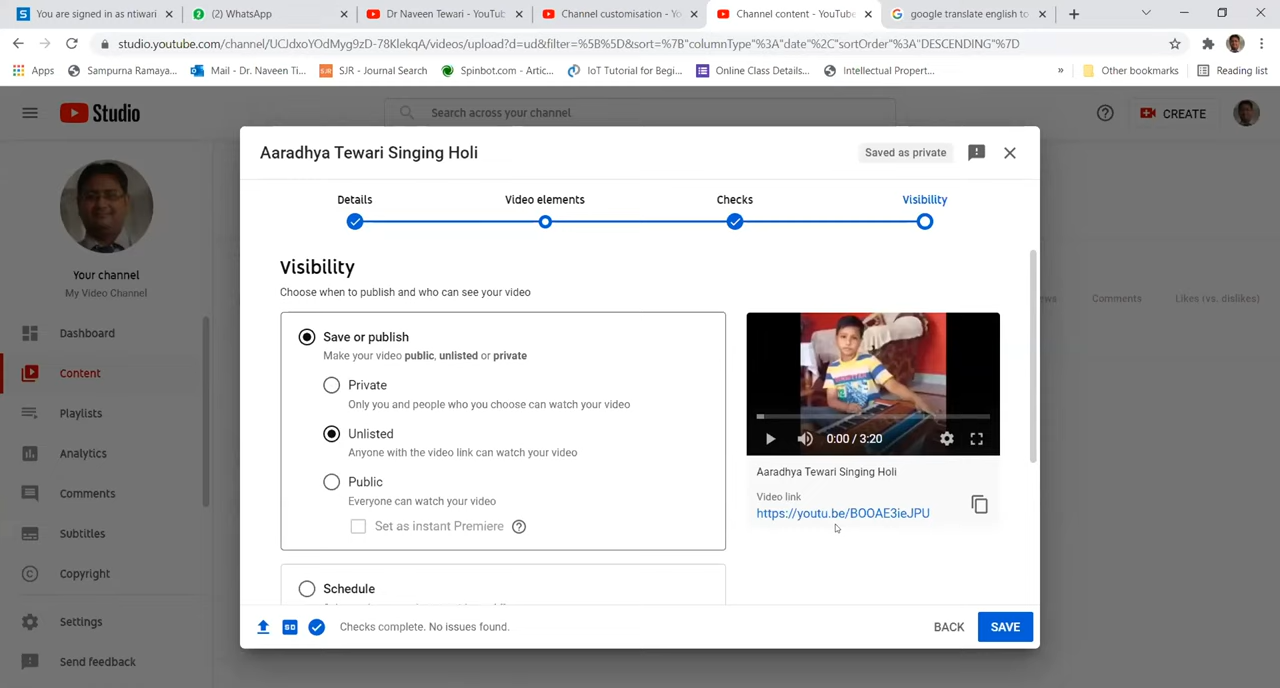 You are signed in as ntiwari
(2) WhatsApp
Dr Naveen Tewari - YouTub
Channel customisation - Yo
Channel content - YouTube
google translate english to
studio.youtube.com/channel/UCJdxoYOdMyg9zD-78KlekqA/videos/upload?d=ud&filter=%5B%5D&sort=%7B"columnType"%3A"date"%2C"sortOrder"%3A"DESCENDING"%7D
Apps
Sampurna Ramaya...
Mail - Dr. Naveen Ti...
SJR - Journal Search
Spinbot.com - Artic...
IoT Tutorial for Begi...
Online Class Details...
Intellectual Propert...
»
Other bookmarks
Reading list
Studio
Search across your channel
CREATE
Aaradhya Tewari Singing Holi
Saved as private
Details
Video elements
Checks
Visibility
Your channel
My Video Channel
Dashboard
Content
Playlists
Analytics
Comments
Subtitles
Copyright
Settings
Send feedback
Visibility
Choose when to publish and who can see your video
Save or publish
Make your video public, unlisted or private
Private
Only you and people who you choose can watch your video
Unlisted
Anyone with the video link can watch your video
Public
Everyone can watch your video
Set as instant Premiere
Schedule
0:00 / 3:20
Aaradhya Tewari Singing Holi
Video link
https://youtu.be/BOOAE3ieJPU
Comments
Likes (vs. dislikes)
Checks complete. No issues found.
BACK
SAVE